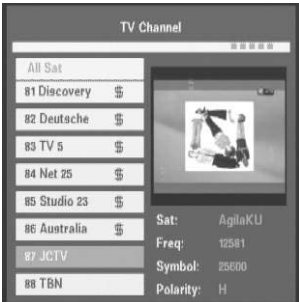 TV Channel
All Sat
81 Discovery $
82 Deutsche $
83 TV 5 $
84 Net 25
85 Studio 23 $
86 Australia $
87 JCTV
88 TBN
Sat: AgilaKU
Freq: 12581
Symbol: 25600
Polarity: H